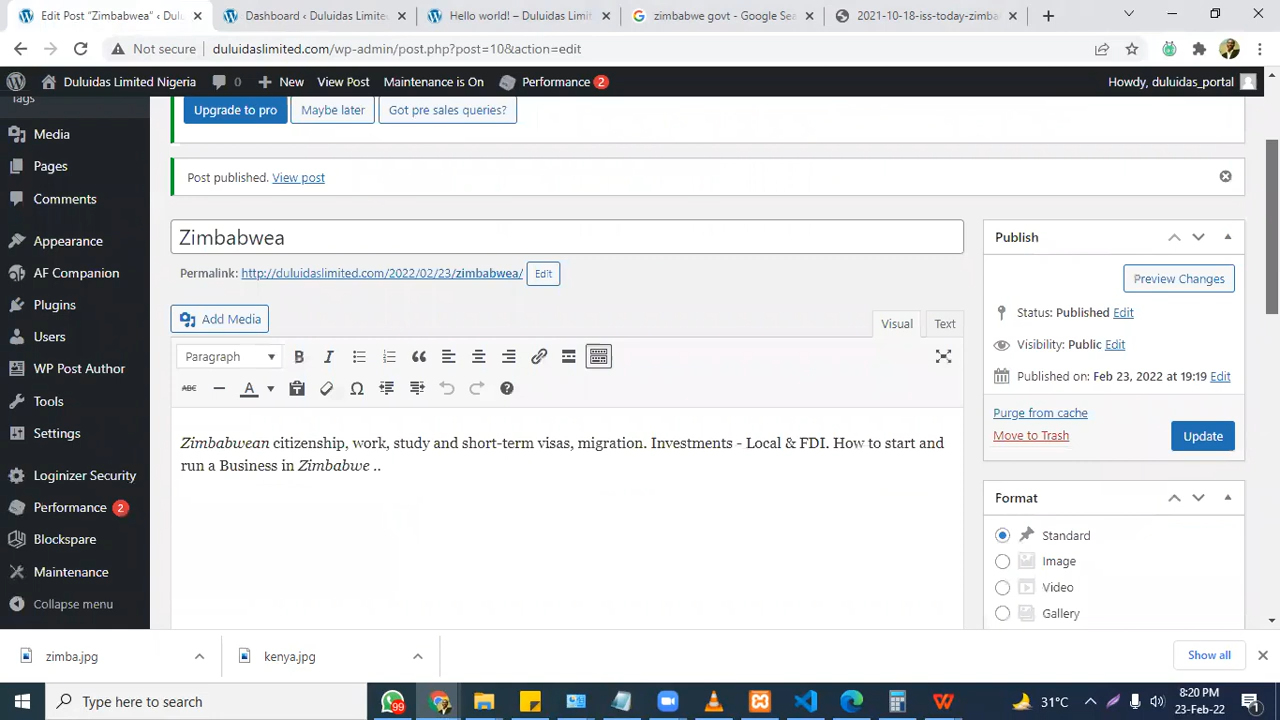 Edit Post “Zimbabwea” ‹ Dulu
Dashboard ‹ Duluidas Limited
Hello world! – Duluidas Limit
zimbabwe govt - Google Sea
2021-10-18-iss-today-zimba
Not secure
duluidaslimited.com/wp-admin/post.php?post=10&action=edit
Duluidas Limited Nigeria
0
New
View Post
Maintenance is On
Performance
2
Howdy, duluidas_portal
Tags
Media
Pages
Comments
Appearance
AF Companion
Plugins
Users
WP Post Author
Tools
Settings
Loginizer Security
Performance 2
Blockspare
Maintenance
Collapse menu
Upgrade to pro
Maybe later
Got pre sales queries?
Post published. View post
Zimbabwea
Permalink: http://duluidaslimited.com/2022/02/23/zimbabwea/ Edit
Add Media
Visual
Text
Paragraph
B
I
ABC
A
Zimbabwean citizenship, work, study and short-term visas, migration. Investments - Local & FDI. How to start and
run a Business in Zimbabwe ..
Publish
Preview Changes
Status: Published Edit
Visibility: Public Edit
Published on: Feb 23, 2022 at 19:19 Edit
Purge from cache
Move to Trash
Update
Format
Standard
Image
Video
Gallery
zimba.jpg
kenya.jpg
Show all
Type here to search
99
31°C
8:20 PM
23-Feb-22
1